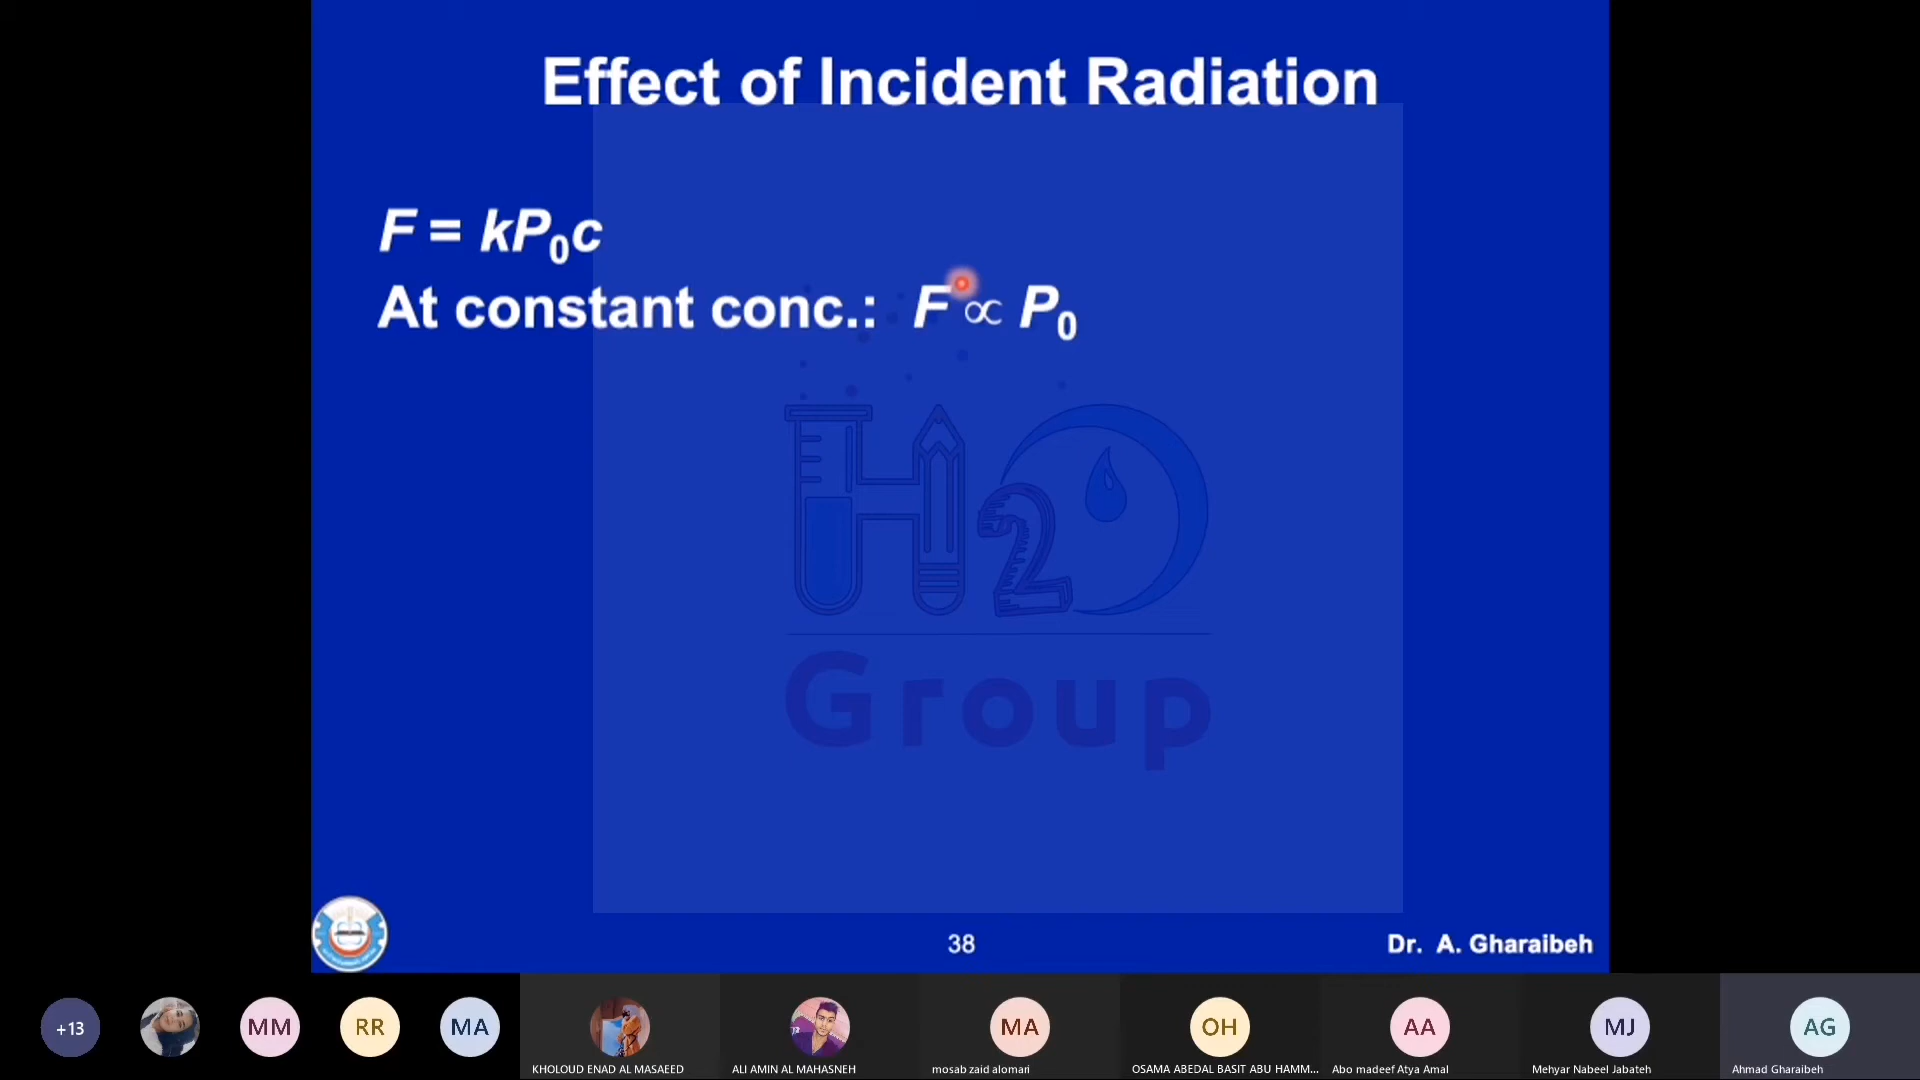 Effect of Incident Radiation
F = kP₀c
At constant conc.: F ∝ P₀
H2O
Group
38
Dr. A. Gharaibeh
+13
MM
RR
MA
MA
OH
AA
MJ
AG
KHOLOUD ENAD AL MASAEED
ALI AMIN AL MAHASNEH
mosab zaid alomari
OSAMA ABEDAL BASIT ABU HAMM...
Abo madeef Atya Amal
Mehyar Nabeel Jabateh
Ahmad Gharaibeh